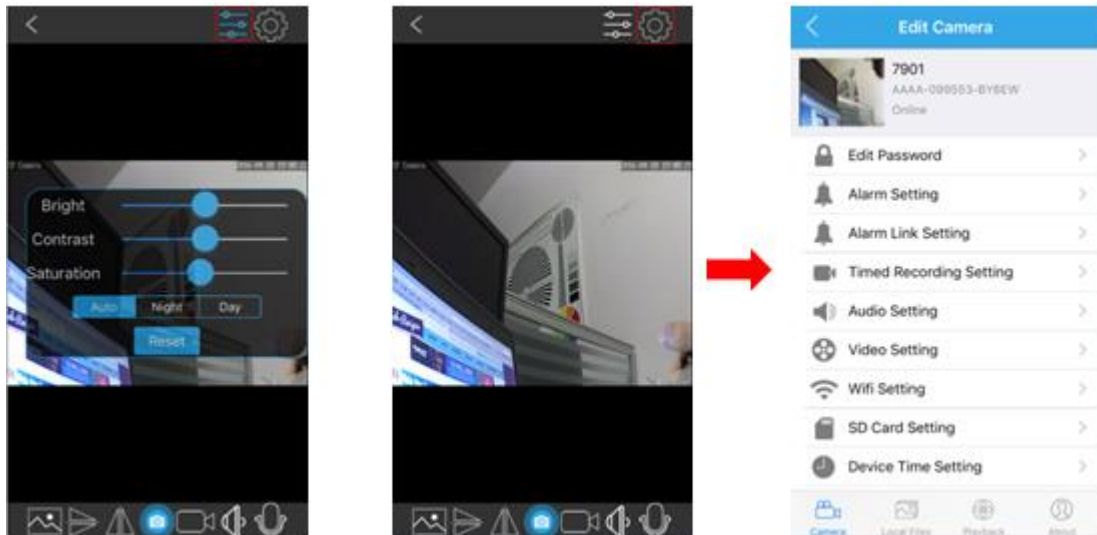 Bright
Contrast
Saturation
Auto
Night
Day
Reset
Edit Camera
7901
AAAA-099553-BYBEW
Online
Edit Password
Alarm Setting
Alarm Link Setting
Timed Recording Setting
Audio Setting
Video Setting
Wifi Setting
SD Card Setting
Device Time Setting
Camera
Local Files
Playback
About